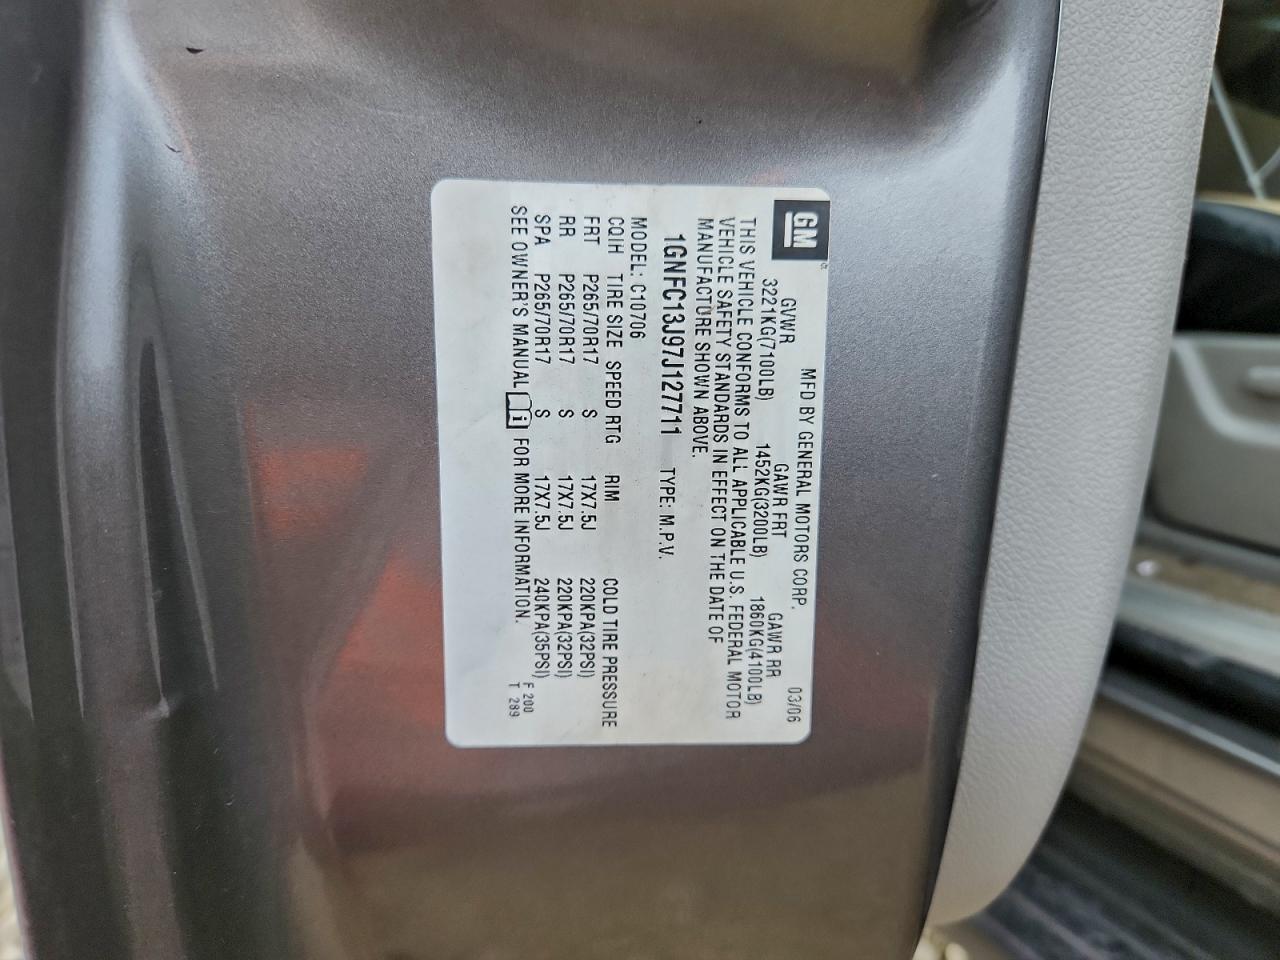 GM
MFD BY GENERAL MOTORS CORP. 03/06
GVWR GAWR FRT GAWR RR
3221KG(7100LB) 1452KG(3200LB) 1860KG(4100LB)
THIS VEHICLE CONFORMS TO ALL APPLICABLE U.S. FEDERAL MOTOR
VEHICLE SAFETY STANDARDS IN EFFECT ON THE DATE OF
MANUFACTURE SHOWN ABOVE.
1GNFC13J97J127711 TYPE: M.P.V.
MODEL: C10706
CQIH TIRE SIZE SPEED RTG RIM COLD TIRE PRESSURE
FRT P265/70R17 S 17X7.5J 220KPA(32PSI)
RR P265/70R17 S 17X7.5J 220KPA(32PSI)
SPA P265/70R17 S 17X7.5J 240KPA(35PSI)
SEE OWNER'S MANUAL i FOR MORE INFORMATION.
F 200
T 289